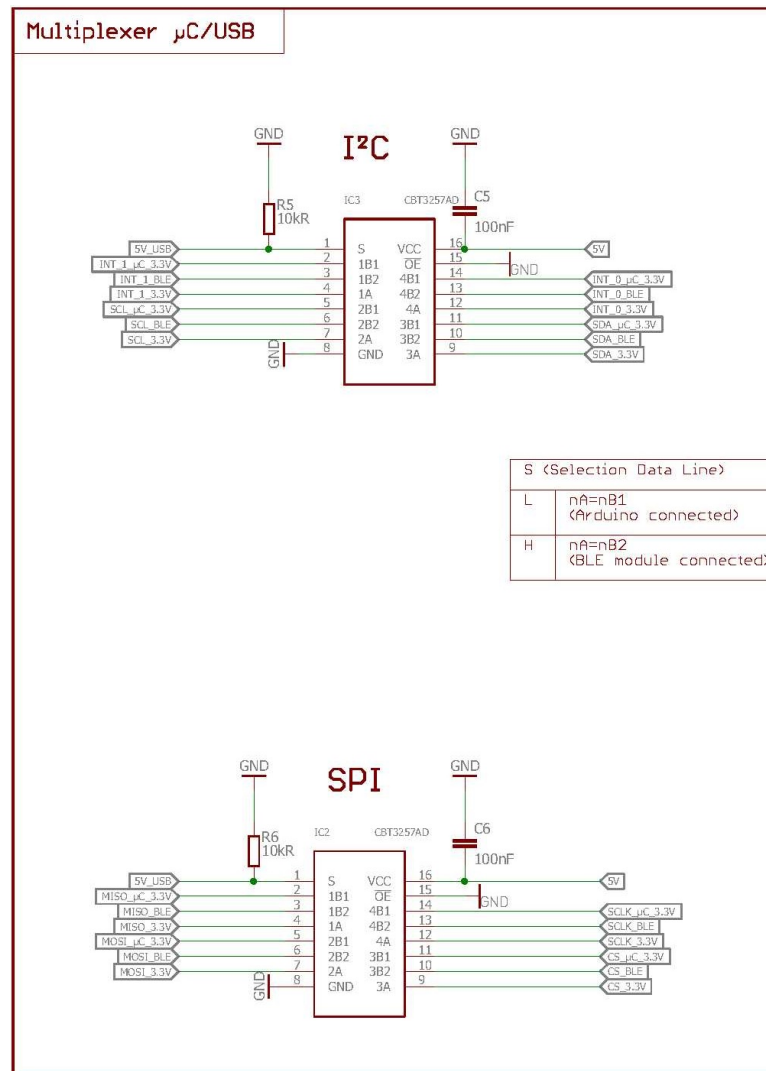 Multiplexer µC/USB
I²C
GND
GND
R5
10kR
C5
100nF
IC3
CBT3257AD
5V_USB 1 S
INT_1_µC_3.3V 2 1B1
INT_1_BLE 3 1B2
INT_1_3.3V 4 1A
SCL_µC_3.3V 5 2B1
SCL_BLE 6 2B2
SCL_3.3V 7 2A
GND 8 GND
VCC 16 5V
OE 15 GND
4B1 14 INT_0_µC_3.3V
4B2 13 INT_0_BLE
4A 12 INT_0_3.3V
3B1 11 SDA_µC_3.3V
3B2 10 SDA_BLE
3A 9 SDA_3.3V
S (Selection Data Line)
L nA=nB1
(Arduino connected)
H nA=nB2
(BLE module connected)
SPI
GND
GND
R6
10kR
C6
100nF
IC2
CBT3257AD
5V_USB 1 S
MISO_µC_3.3V 2 1B1
MISO_BLE 3 1B2
MISO_3.3V 4 1A
MOSI_µC_3.3V 5 2B1
MOSI_BLE 6 2B2
MOSI_3.3V 7 2A
GND 8 GND
VCC 16 5V
OE 15 GND
4B1 14 SCLK_µC_3.3V
4B2 13 SCLK_BLE
4A 12 SCLK_3.3V
3B1 11 CS_µC_3.3V
3B2 10 CS_BLE
3A 9 CS_3.3V